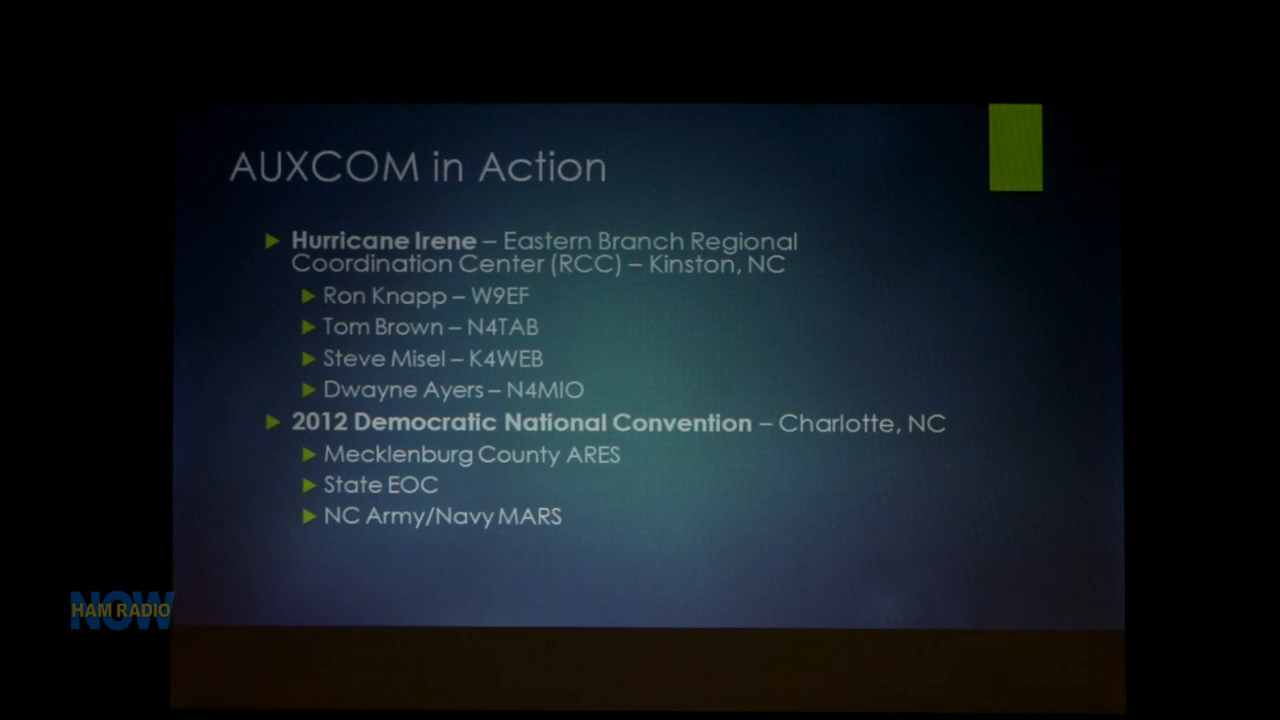 AUXCOM in Action
Hurricane Irene – Eastern Branch Regional
Coordination Center (RCC) – Kinston, NC
Ron Knapp – W9EF
Tom Brown – N4TAB
Steve Misel – K4WEB
Dwayne Ayers – N4MIO
2012 Democratic National Convention – Charlotte, NC
Mecklenburg County ARES
State EOC
NC Army/Navy MARS
NOW
HAM RADIO